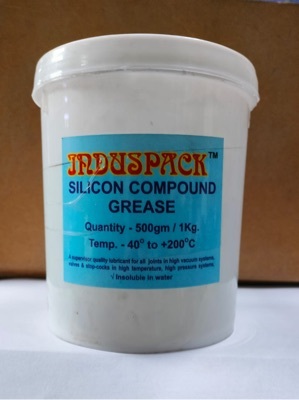 INDUSPACK™
SILICON COMPOUND
GREASE
Quantity - 500gm / 1Kg.
Temp. - 40° to +200°C
A supervisor quality lubricant for all joints in high vacuum systems,
valves & stop-cocks in high temperature, high pressure systems.
√ Insoluble in water